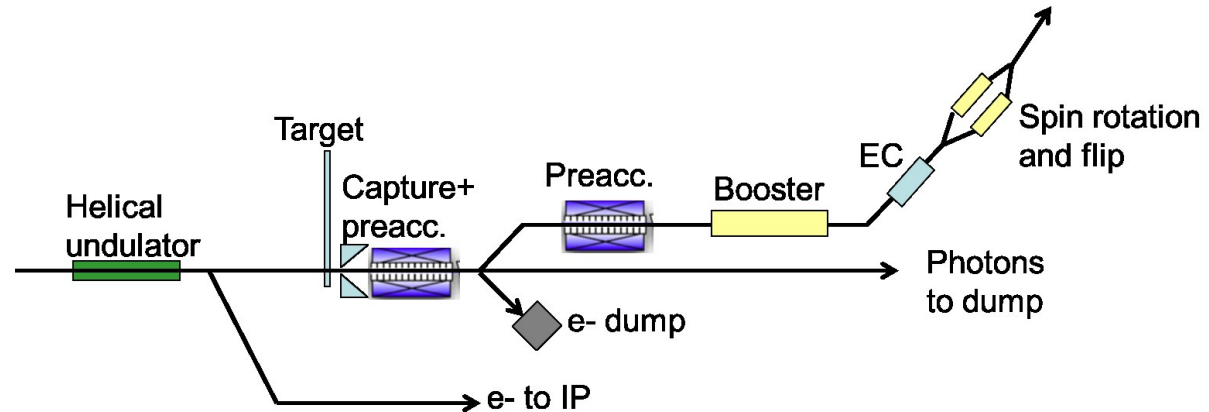 Helical
undulator
Target
Capture+
preacc.
Preacc.
Booster
EC
Spin rotation
and flip
Photons
to dump
e- dump
e- to IP